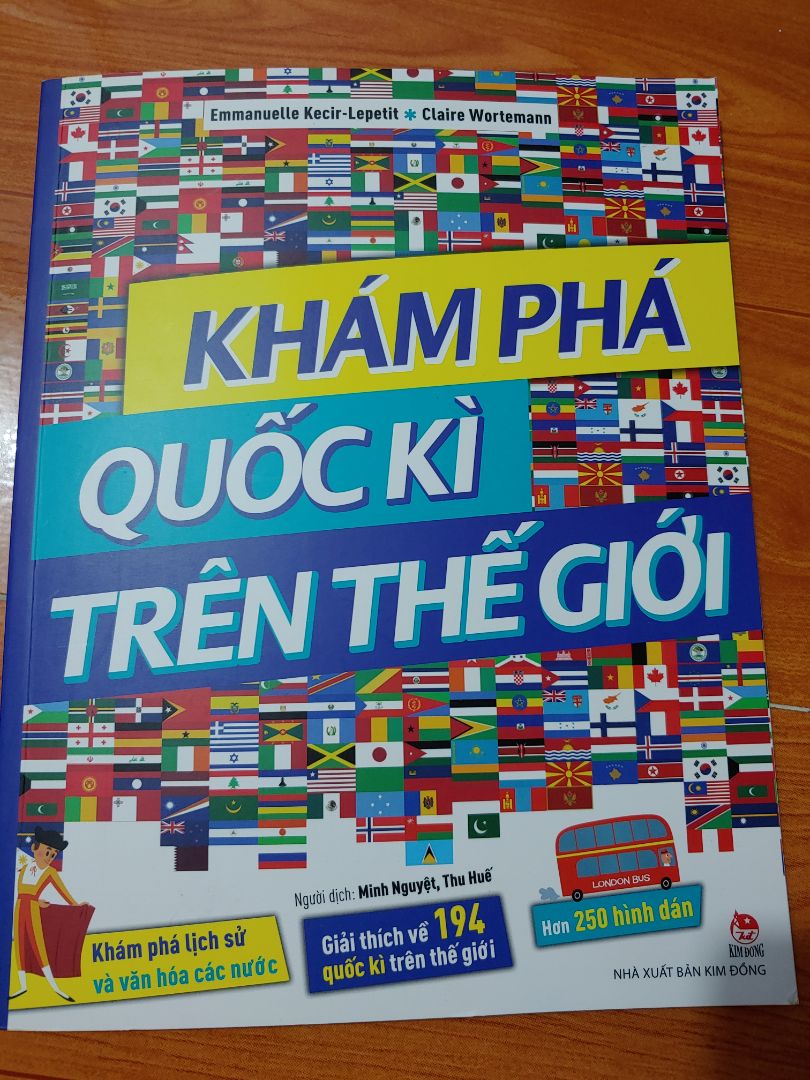 Emmanuelle Kecir-Lepetit * Claire Wortemann
KHÁM PHÁ
QUỐC KÌ
TRÊN THẾ GIỚI
Người dịch: Minh Nguyệt, Thu Huế
LONDON BUS
Khám phá lịch sử
và văn hóa các nước
Giải thích về 194
quốc kì trên thế giới
Hơn 250 hình dán
KIM ĐỒNG
NHÀ XUẤT BẢN KIM ĐỒNG